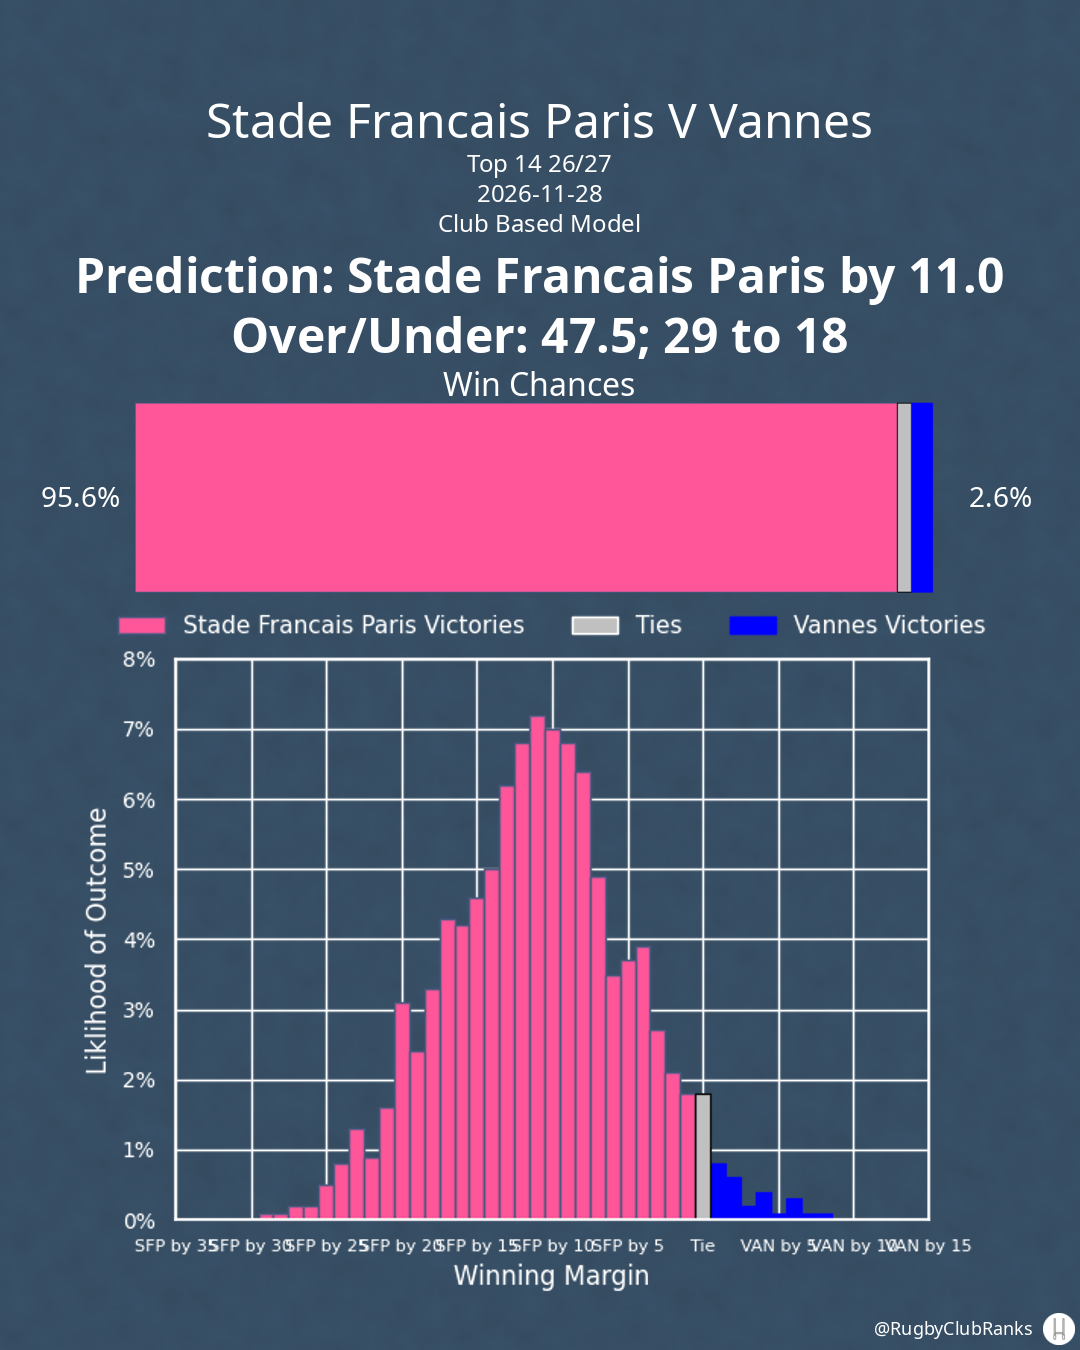 Stade Francais Paris V Vannes
Top 14 26/27
2026-11-28
Club Based Model
Prediction: Stade Francais Paris by 11.0
Over/Under: 47.5; 29 to 18
Win Chances
95.6%
2.6%
Stade Francais Paris Victories Ties Vannes Victories
8%
7%
6%
5%
4%
3%
2%
1%
0%
Liklihood of Outcome
SFP by 35 SFP by 30 SFP by 25 SFP by 20 SFP by 15 SFP by 10 SFP by 5 Tie VAN by 5 VAN by 10 VAN by 15
Winning Margin
@RugbyClubRanks